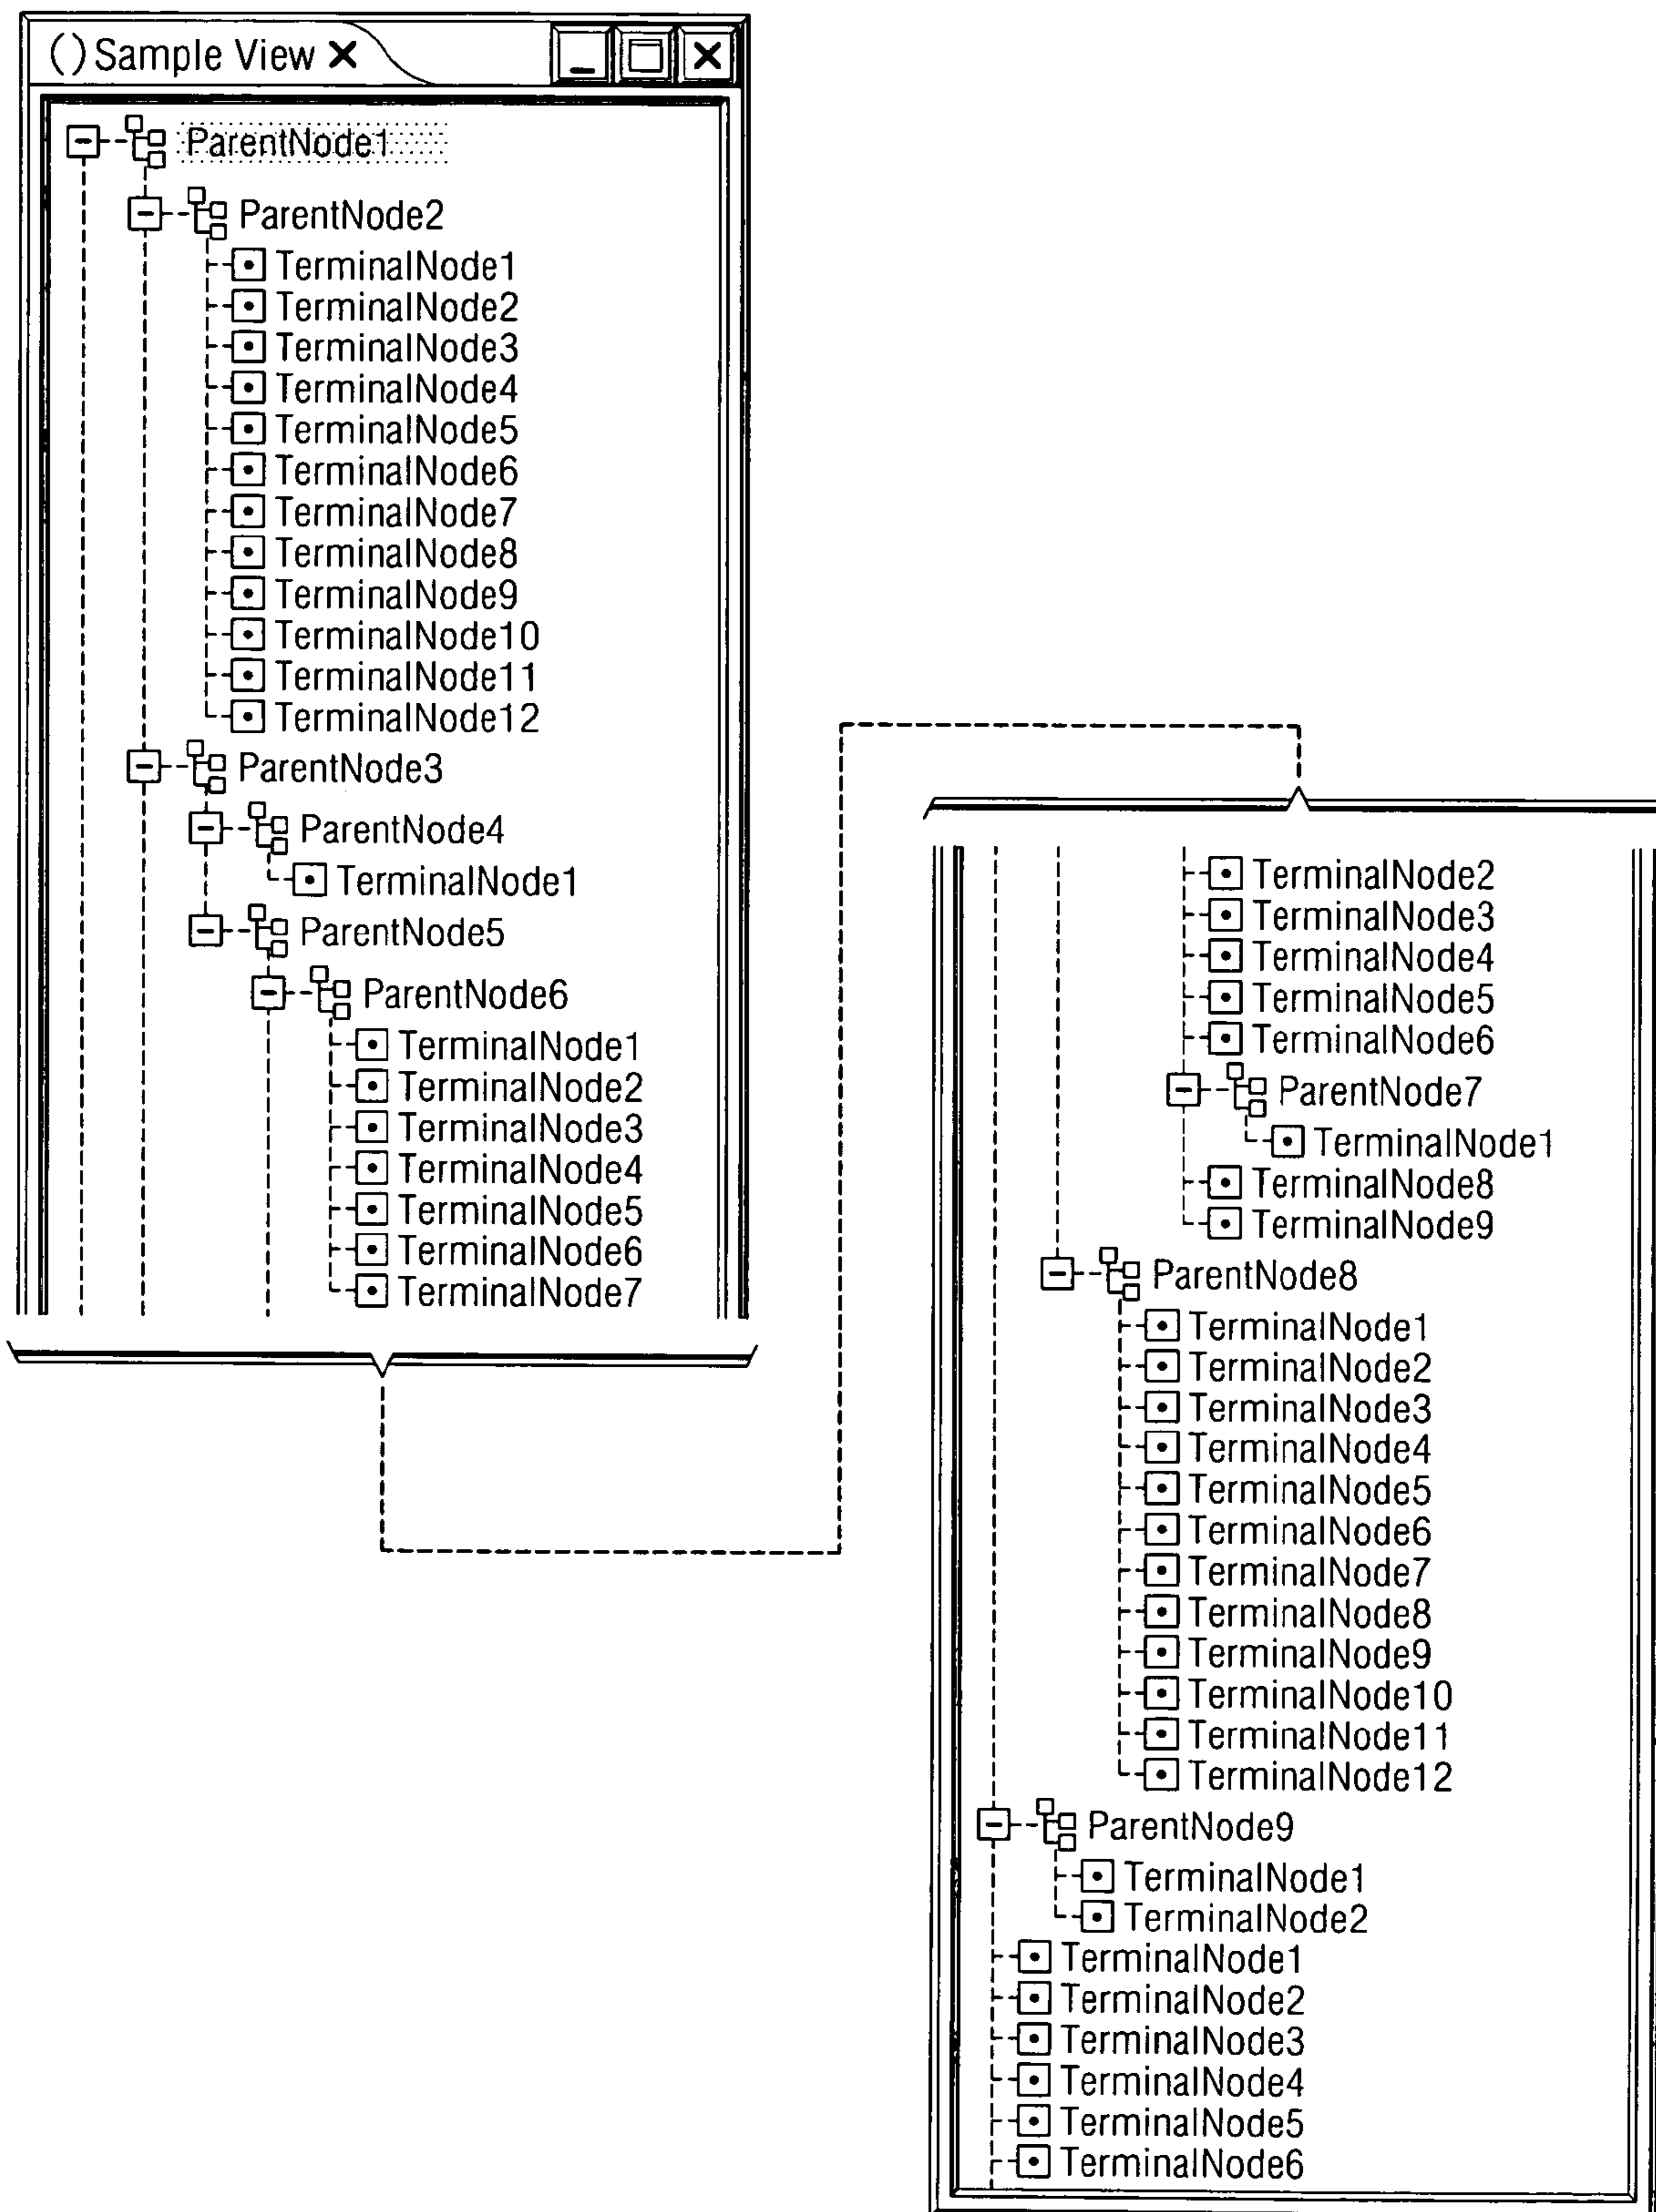 () Sample View ×
ParentNode1
ParentNode2
TerminalNode1
TerminalNode2
TerminalNode3
TerminalNode4
TerminalNode5
TerminalNode6
TerminalNode7
TerminalNode8
TerminalNode9
TerminalNode10
TerminalNode11
TerminalNode12
ParentNode3
ParentNode4
TerminalNode1
ParentNode5
ParentNode6
TerminalNode1
TerminalNode2
TerminalNode3
TerminalNode4
TerminalNode5
TerminalNode6
TerminalNode7
TerminalNode2
TerminalNode3
TerminalNode4
TerminalNode5
TerminalNode6
ParentNode7
TerminalNode1
TerminalNode8
TerminalNode9
ParentNode8
TerminalNode1
TerminalNode2
TerminalNode3
TerminalNode4
TerminalNode5
TerminalNode6
TerminalNode7
TerminalNode8
TerminalNode9
TerminalNode10
TerminalNode11
TerminalNode12
ParentNode9
TerminalNode1
TerminalNode2
TerminalNode1
TerminalNode2
TerminalNode3
TerminalNode4
TerminalNode5
TerminalNode6